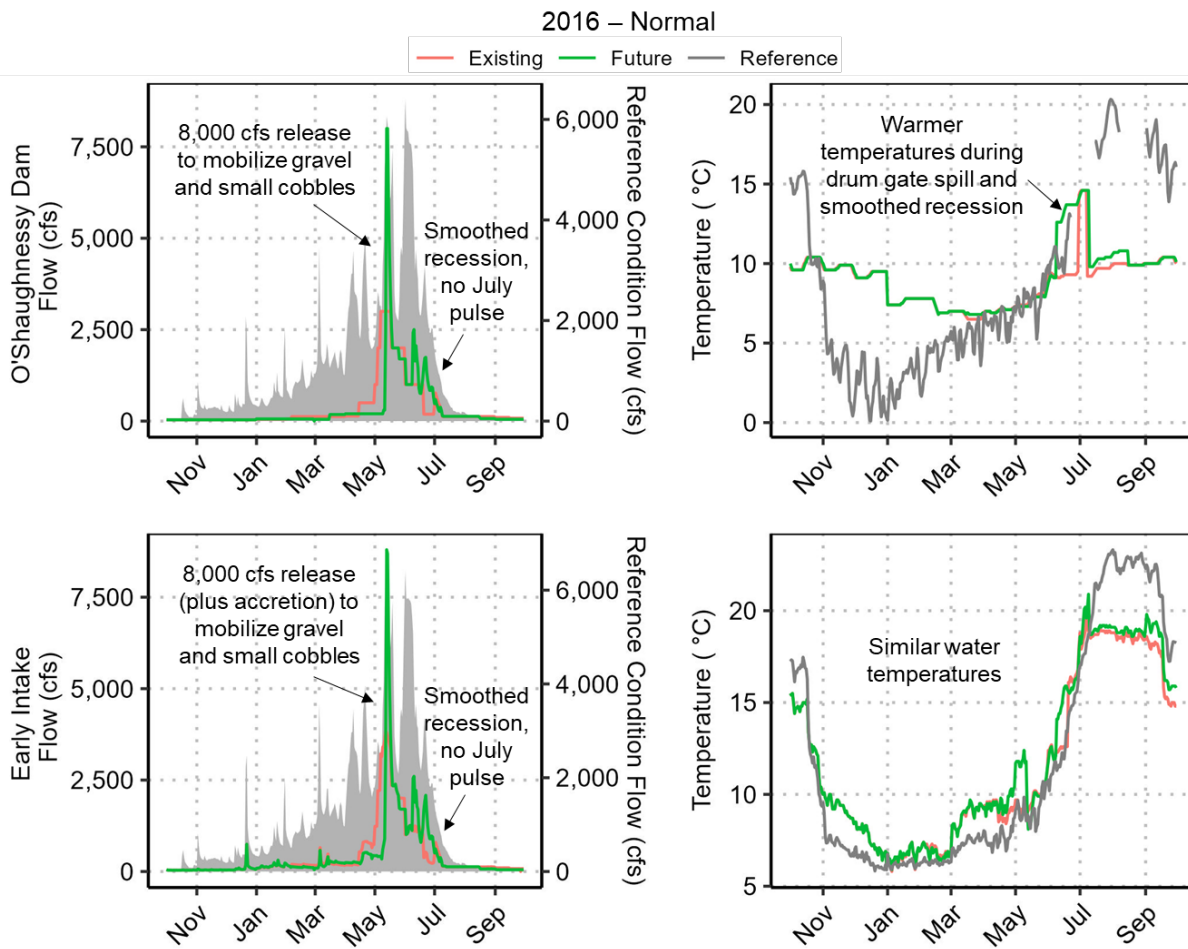 2016 – Normal
Existing Future Reference
O'Shaughnessy Dam
Flow (cfs)
7,500
5,000
2,500
0
8,000 cfs release
to mobilize gravel
and small cobbles
Smoothed
recession,
no July
pulse
6,000
4,000
2,000
0
Reference Condition Flow (cfs)
Nov Jan Mar May Jul Sep
Temperature ( °C)
20
15
10
5
0
Warmer
temperatures during
drum gate spill and
smoothed recession
Nov Jan Mar May Jul Sep
Early Intake
Flow (cfs)
7,500
5,000
2,500
0
8,000 cfs release
(plus accretion) to
mobilize gravel
and small cobbles
Smoothed
recession,
no July
pulse
6,000
4,000
2,000
0
Reference Condition Flow (cfs)
Nov Jan Mar May Jul Sep
Temperature ( °C)
20
15
10
5
Similar water
temperatures
Nov Jan Mar May Jul Sep